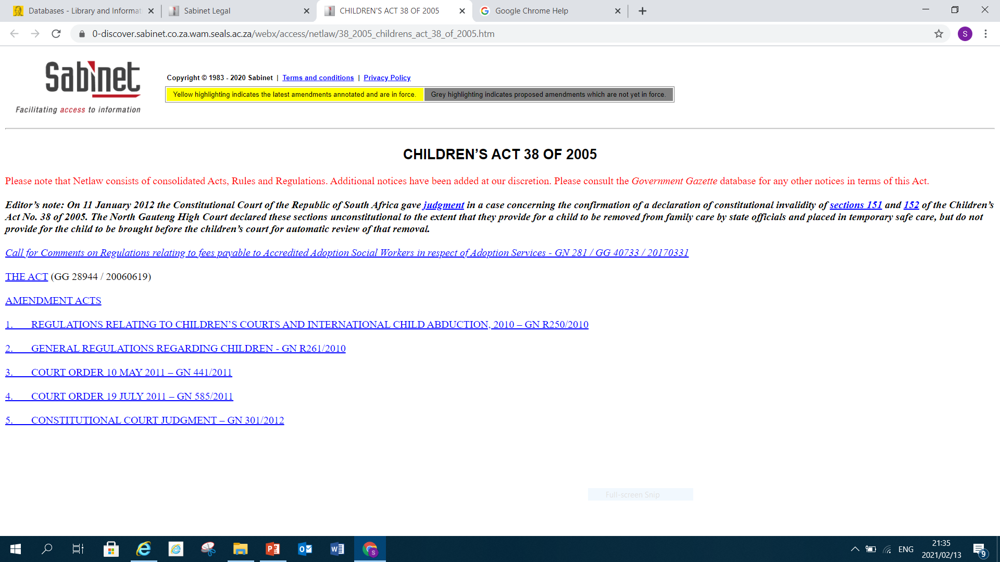 Databases - Library and Informat
Sabinet Legal
CHILDREN'S ACT 38 OF 2005
Google Chrome Help
0-discover.sabinet.co.za.wam.seals.ac.za/webx/access/netlaw/38_2005_childrens_act_38_of_2005.htm
S
Sabinet
Facilitating access to information
Copyright © 1983 - 2020 Sabinet | Terms and conditions | Privacy Policy
Yellow highlighting indicates the latest amendments annotated and are in force. Grey highlighting indicates proposed amendments which are not yet in force.
CHILDREN’S ACT 38 OF 2005
Please note that Netlaw consists of consolidated Acts, Rules and Regulations. Additional notices have been added at our discretion. Please consult the Government Gazette database for any other notices in terms of this Act.
Editor’s note: On 11 January 2012 the Constitutional Court of the Republic of South Africa gave judgment in a case concerning the confirmation of a declaration of constitutional invalidity of sections 151 and 152 of the Children’s
Act No. 38 of 2005. The North Gauteng High Court declared these sections unconstitutional to the extent that they provide for a child to be removed from family care by state officials and placed in temporary safe care, but do not
provide for the child to be brought before the children’s court for automatic review of that removal.
Call for Comments on Regulations relating to fees payable to Accredited Adoption Social Workers in respect of Adoption Services - GN 281 / GG 40733 / 20170331
THE ACT (GG 28944 / 20060619)
AMENDMENT ACTS
1. REGULATIONS RELATING TO CHILDREN’S COURTS AND INTERNATIONAL CHILD ABDUCTION, 2010 – GN R250/2010
2. GENERAL REGULATIONS REGARDING CHILDREN - GN R261/2010
3. COURT ORDER 10 MAY 2011 – GN 441/2011
4. COURT ORDER 19 JULY 2011 – GN 585/2011
5. CONSTITUTIONAL COURT JUDGMENT – GN 301/2012
Full-screen Snip
ENG
21:35
2021/02/13
9